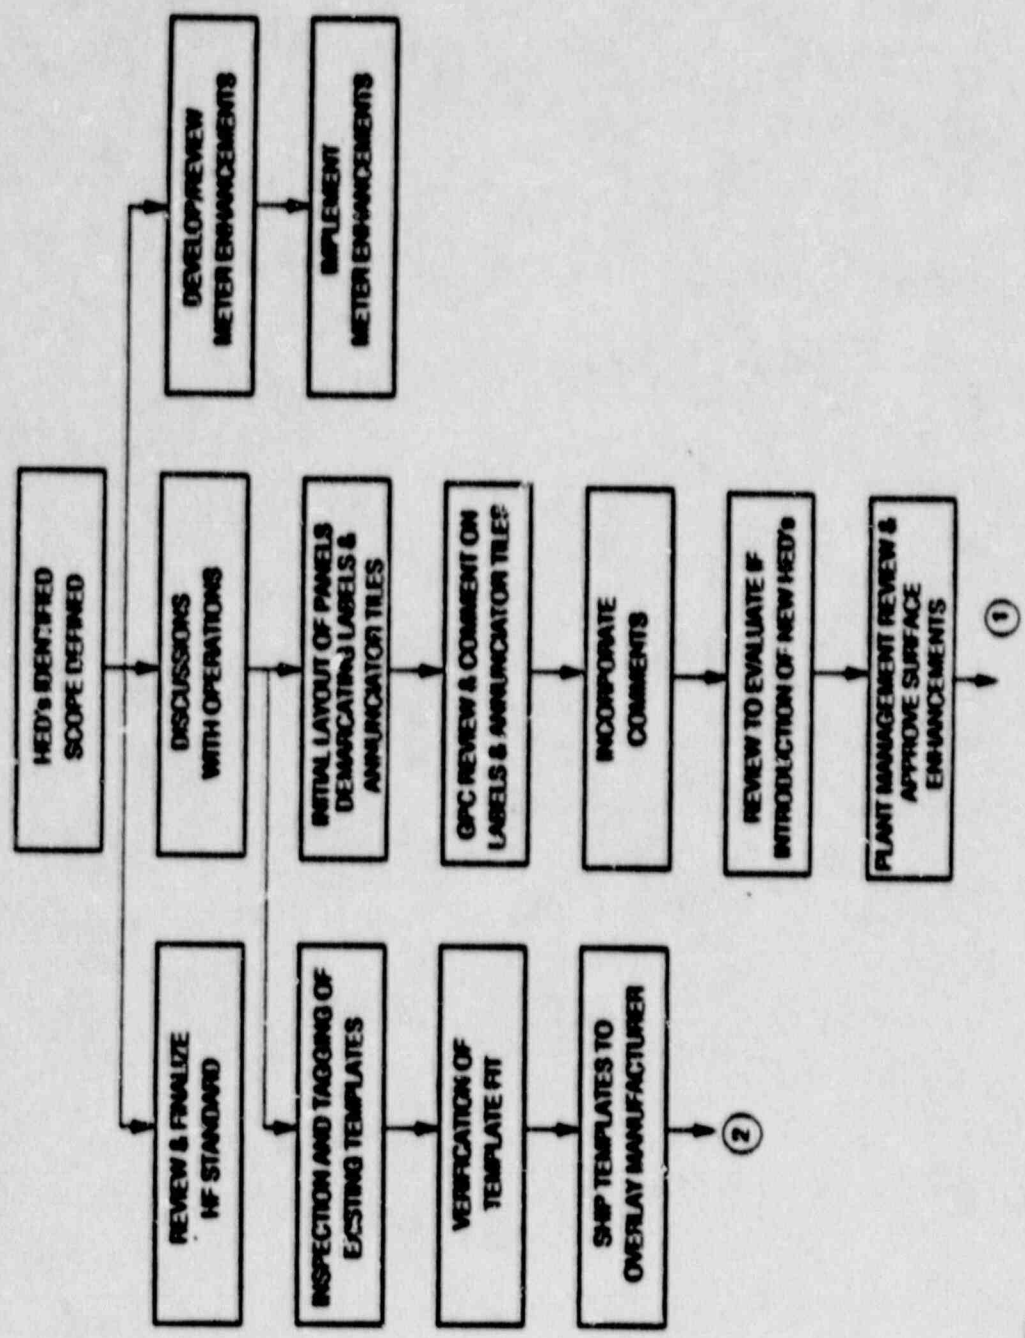 HED's IDENTIFIED
SCOPE DEFINED
REVIEW & FINALIZE
HF STANDARD
DISCUSSIONS
WITH OPERATIONS
DEVELOP/REVIEW
METER ENHANCEMENTS
INSPECTION AND TAGGING OF
EXISTING TEMPLATES
INITIAL LAYOUT OF PANELS
DEMARCATING LABELS &
ANNUNCIATOR TILES
IMPLEMENT
METER ENHANCEMENTS
VERIFICATION OF
TEMPLATE FIT
GPC REVIEW & COMMENT ON
LABELS & ANNUNCIATOR TILES
SHIP TEMPLATES TO
OVERLAY MANUFACTURER
INCORPORATE
COMMENTS
2
REVIEW TO EVALUATE IF
INTRODUCTION OF NEW HED's
PLANT MANAGEMENT REVIEW &
APPROVE SURFACE
ENHANCEMENTS
1